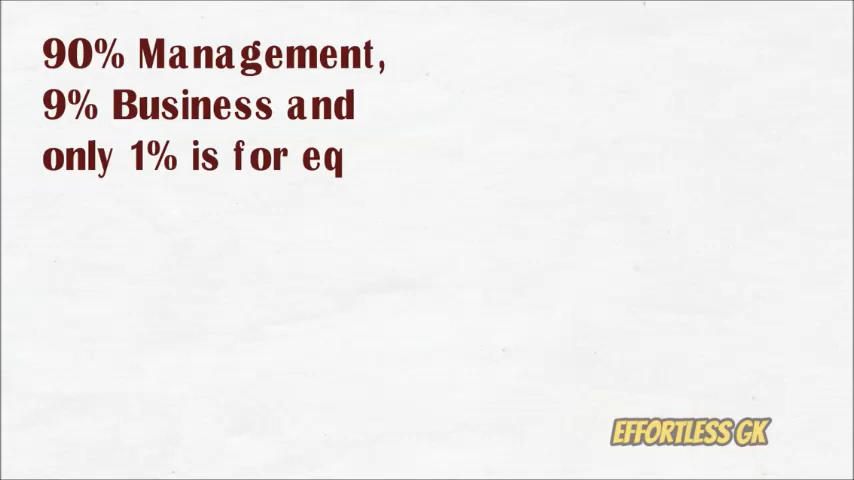 90% Management,
9% Business and
only 1% is for eq
EFFORTLESS GK